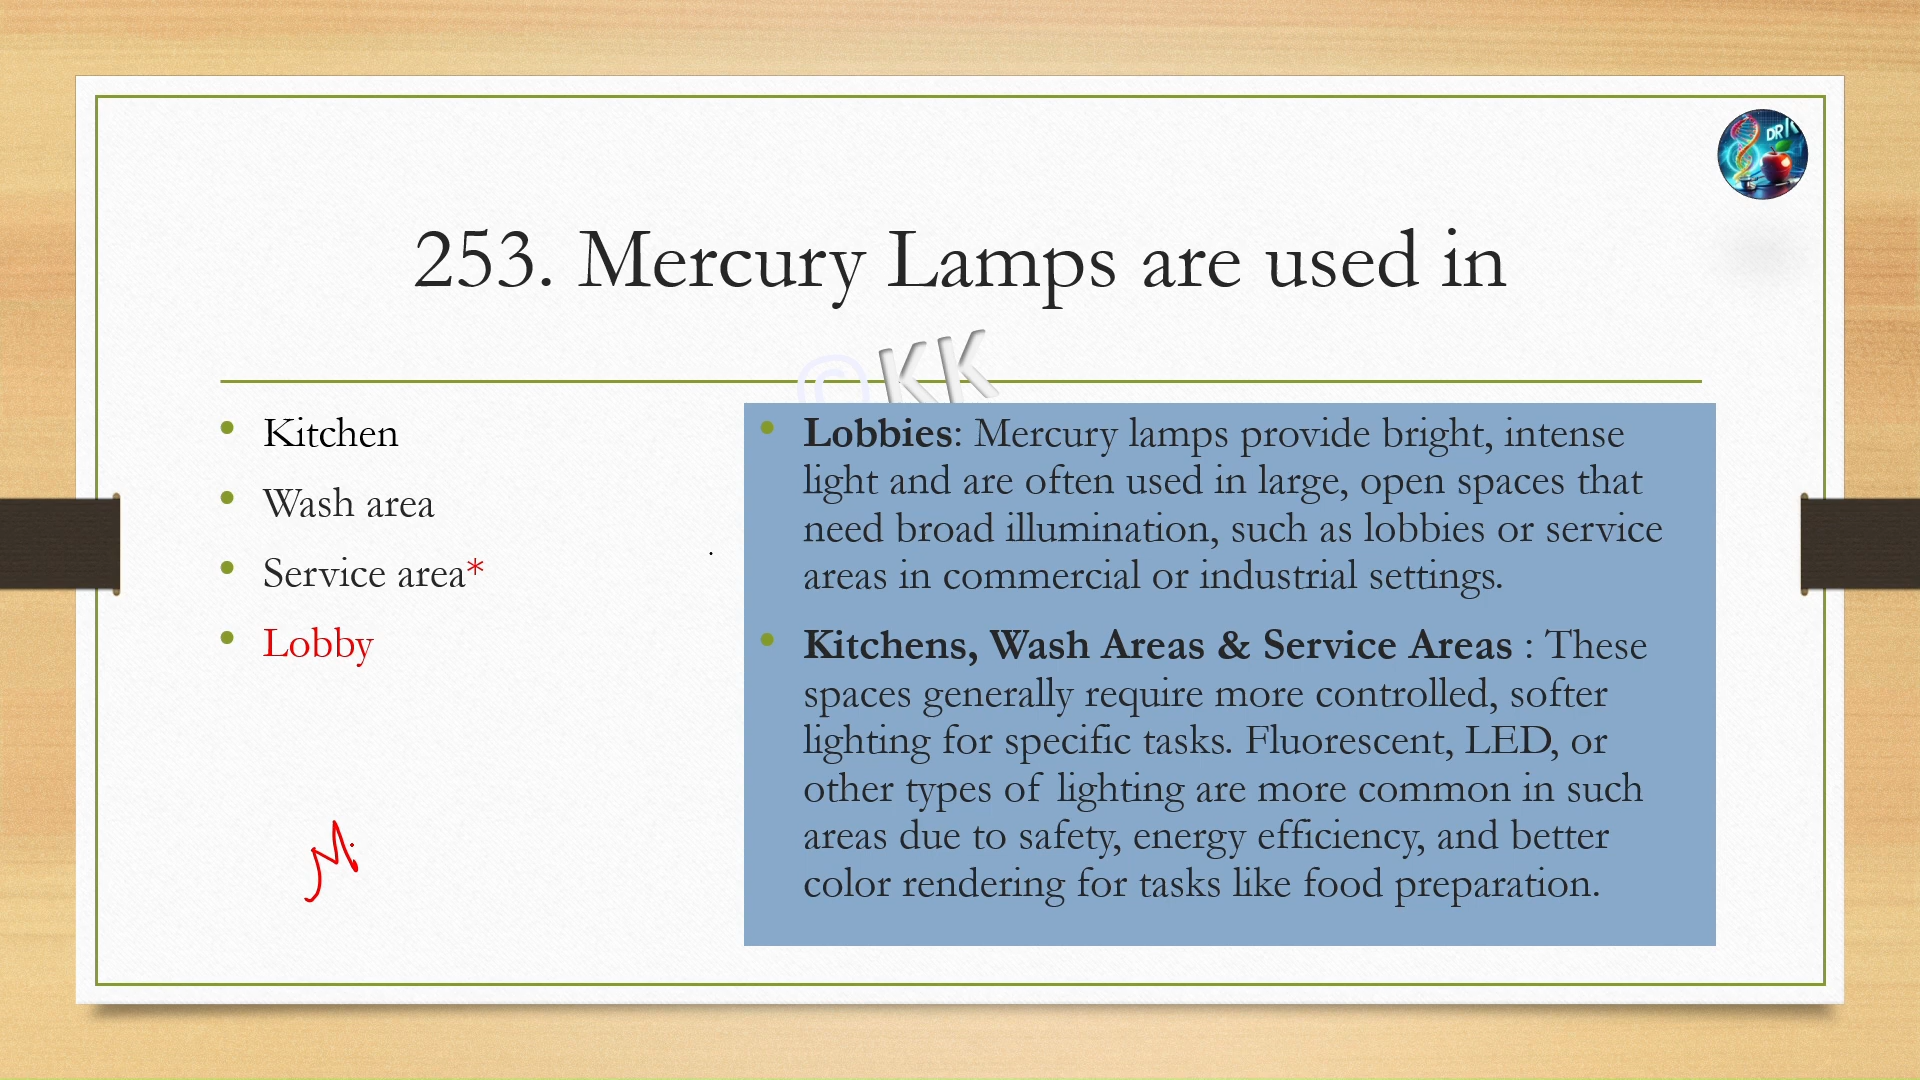 DR K
253. Mercury Lamps are used in
©KK
• Kitchen
• Wash area
• Service area*
• Lobby
M
• Lobbies: Mercury lamps provide bright, intense
light and are often used in large, open spaces that
need broad illumination, such as lobbies or service
areas in commercial or industrial settings.
• Kitchens, Wash Areas & Service Areas : These
spaces generally require more controlled, softer
lighting for specific tasks. Fluorescent, LED, or
other types of lighting are more common in such
areas due to safety, energy efficiency, and better
color rendering for tasks like food preparation.